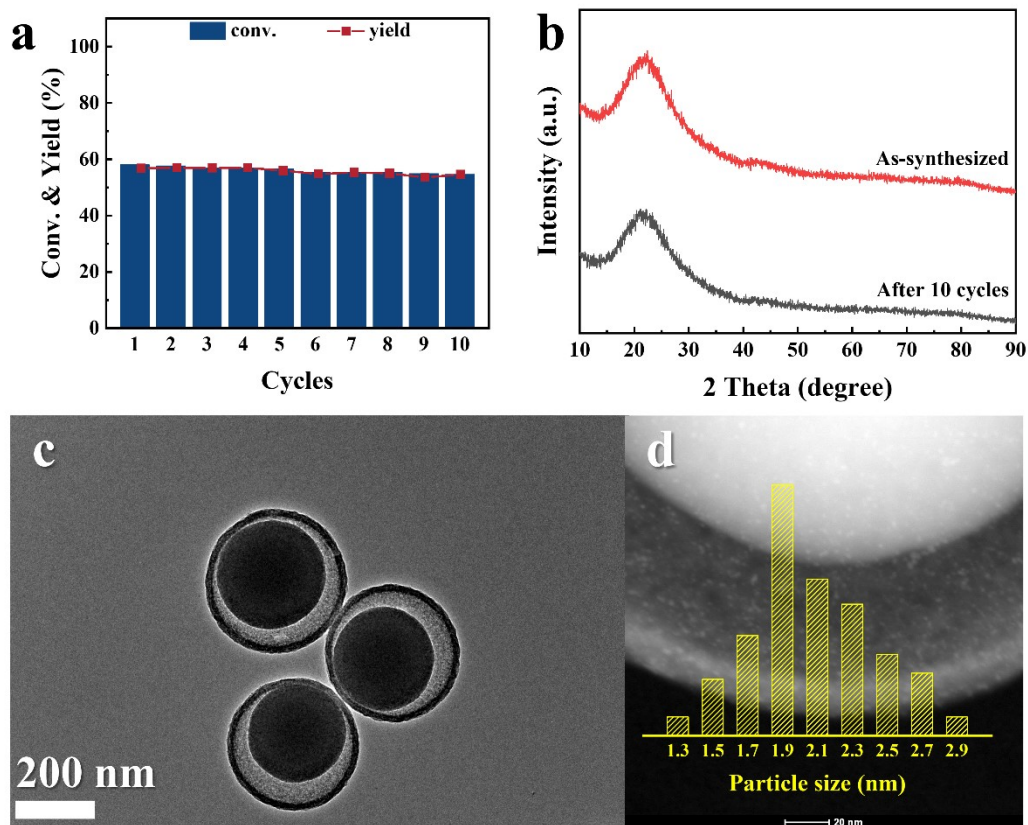 a
conv.
yield
100
80
60
40
20
0
Conv. & Yield (%)
1 2 3 4 5 6 7 8 9 10
Cycles
b
As-synthesized
After 10 cycles
Intensity (a.u.)
10 20 30 40 50 60 70 80 90
2 Theta (degree)
c
200 nm
d
1.3 1.5 1.7 1.9 2.1 2.3 2.5 2.7 2.9
Particle size (nm)
20 nm